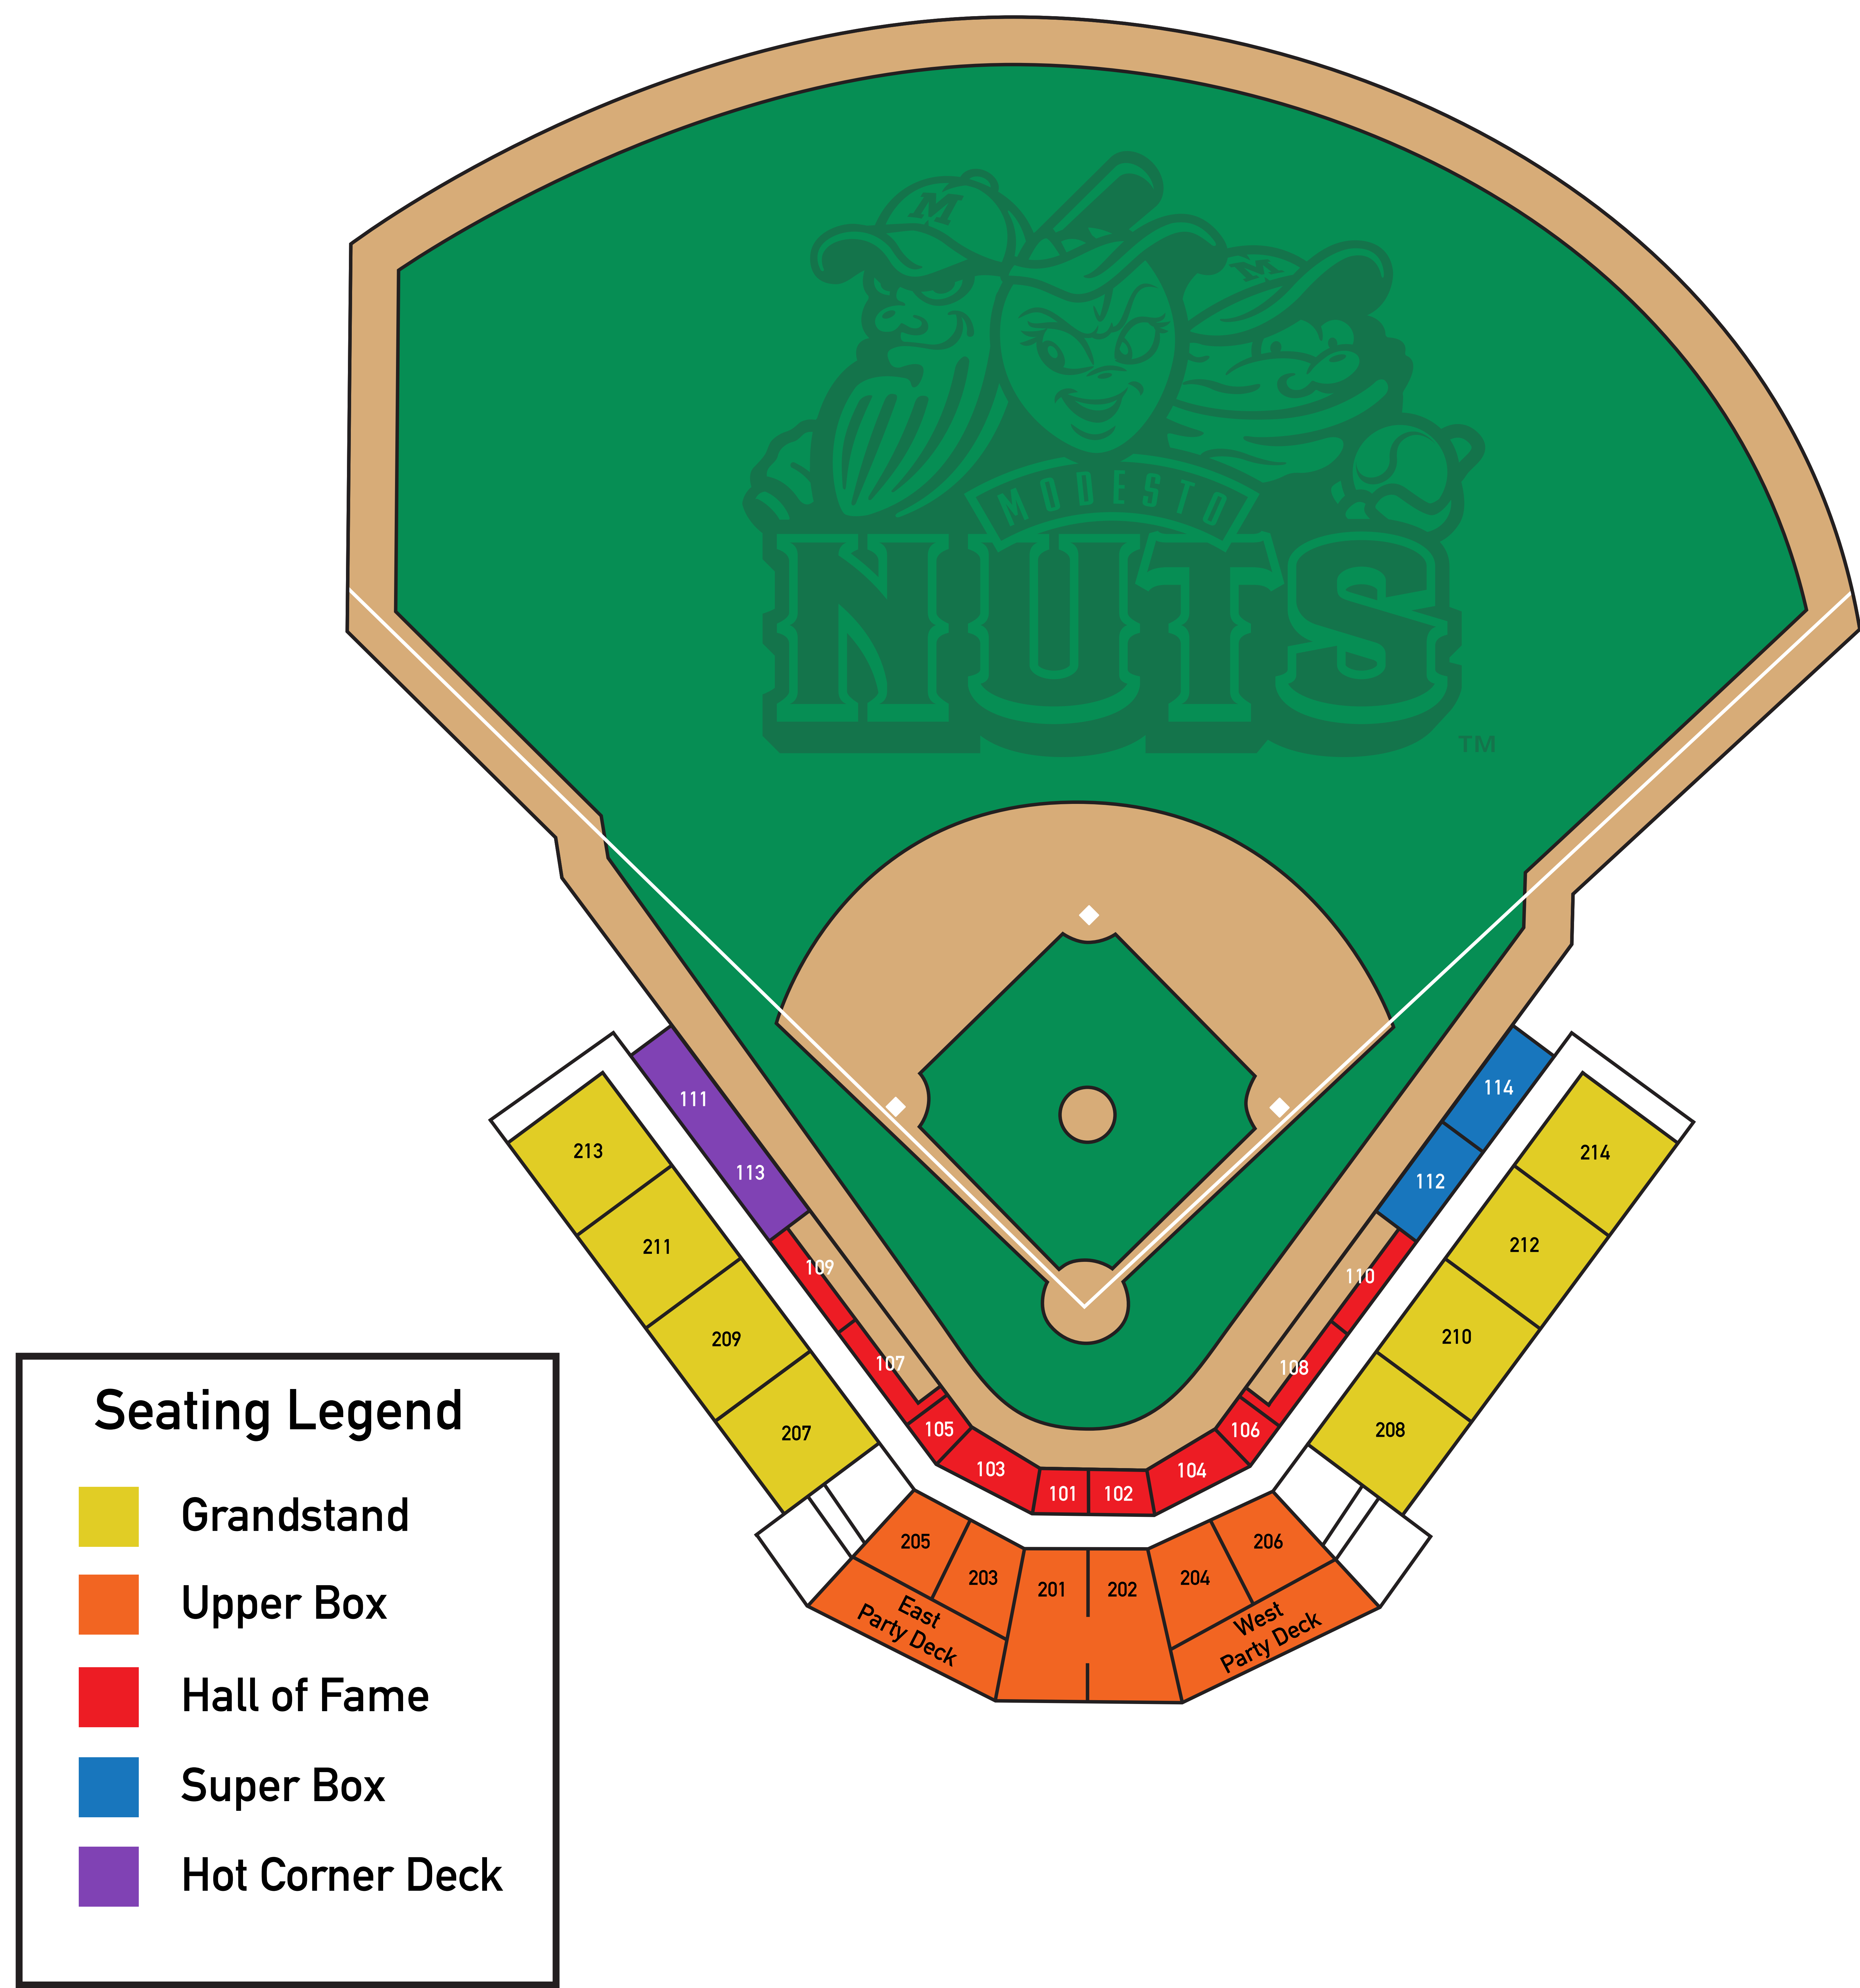 M
M
MODESTO
NUTS
TM
111
114
213
214
113
112
211
212
109
110
209
210
107
108
207
208
105
106
103
104
101
102
205
206
203
204
201
202
East
Party Deck
West
Party Deck
Seating Legend
Grandstand
Upper Box
Hall of Fame
Super Box
Hot Corner Deck